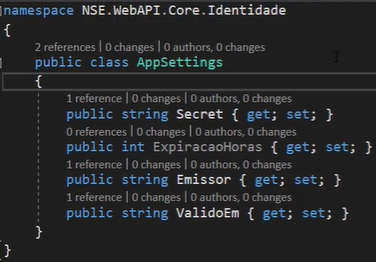 namespace NSE.WebAPI.Core.Identidade
{
2 references | 0 changes | 0 authors, 0 changes
public class AppSettings
{
1 reference | 0 changes | 0 authors, 0 changes
public string Secret { get; set; }
0 references | 0 changes | 0 authors, 0 changes
public int ExpiracaoHoras { get; set; }
1 reference | 0 changes | 0 authors, 0 changes
public string Emissor { get; set; }
1 reference | 0 changes | 0 authors, 0 changes
public string ValidoEm { get; set; }
}
}